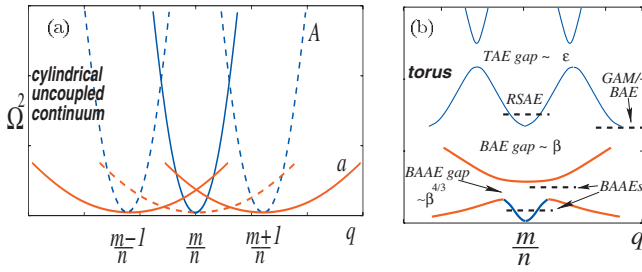 (a)
A
cylindrical
uncoupled
continuum
Ω²
a
m−1
n
m
n
m+1
n
q
(b)
TAE gap~ ε
torus
GAM/
BAE
RSAE
BAE gap ~ β
BAAE gap
~β^4/3
BAAEs
m
n
q